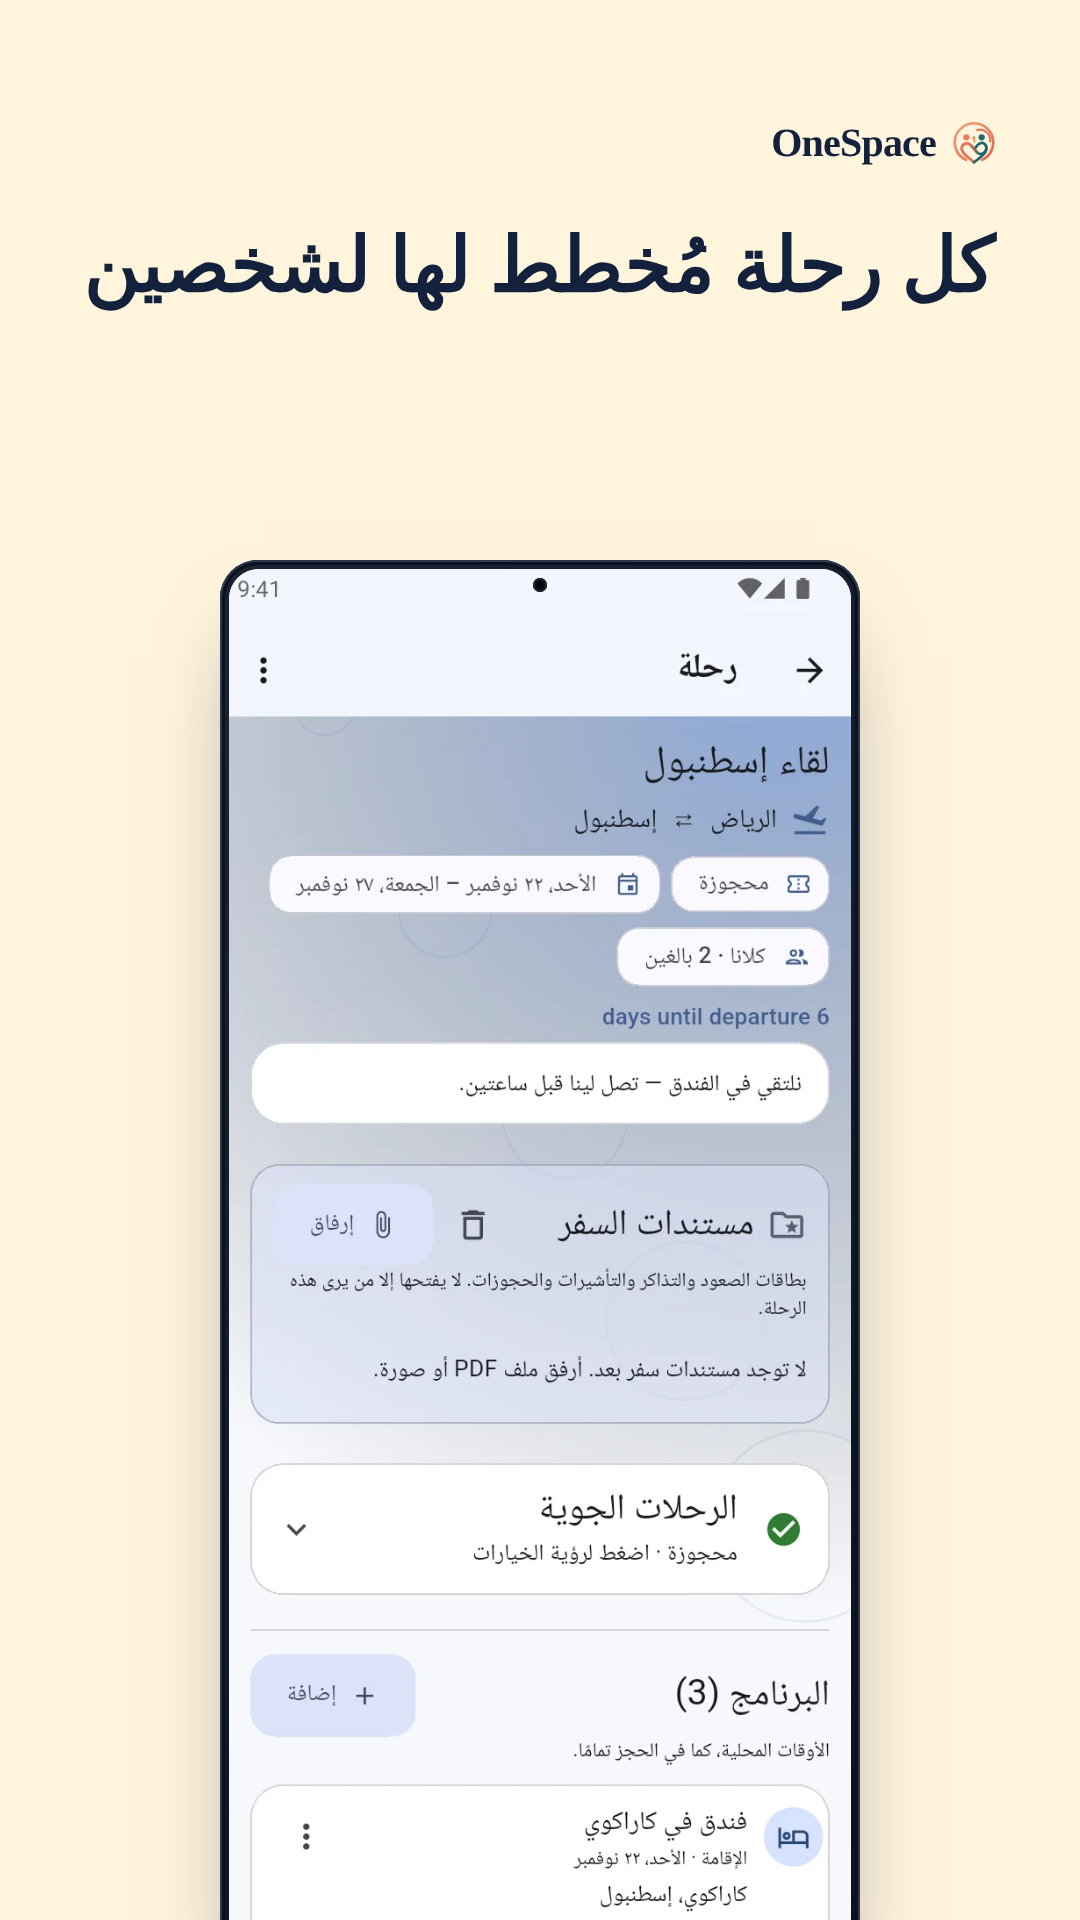 OneSpace
كل رحلة مُخطط لها لشخصين
9:41
رحلة
لقاء إسطنبول
الرياض ⇄ إسطنبول
محجوزة
الأحد، ٢٢ نوفمبر – الجمعة، ٢٧ نوفمبر
كلانا · 2 بالغين
6 days until departure
نلتقي في الفندق — تصل لينا قبل ساعتين.
مستندات السفر
إرفاق
بطاقات الصعود والتذاكر والتأشيرات والحجوزات. لا يفتحها إلا من يرى هذه
الرحلة.
لا توجد مستندات سفر بعد. أرفق ملف PDF أو صورة.
الرحلات الجوية
محجوزة · اضغط لرؤية الخيارات
البرنامج (3)
إضافة
الأوقات المحلية، كما في الحجز تمامًا.
فندق في كاراكوي
الإقامة · الأحد، ٢٢ نوفمبر
كاراكوي، إسطنبول